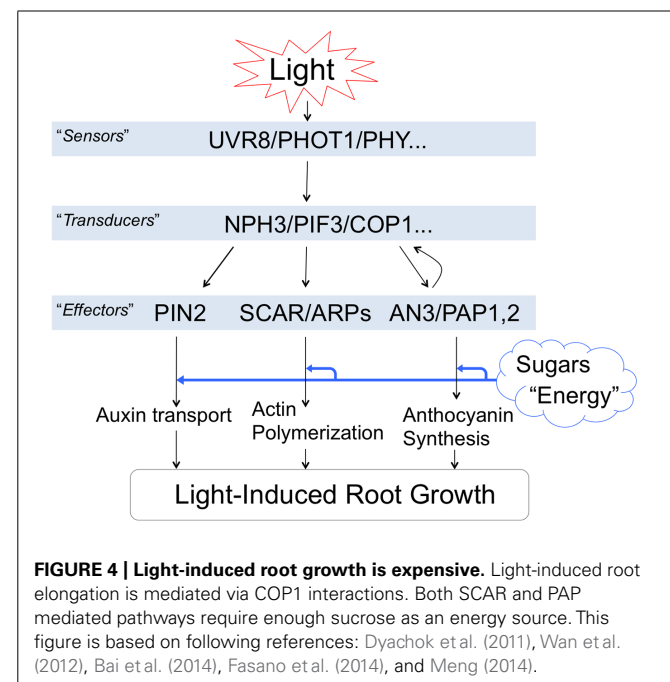 Light
“Sensors” UVR8/PHOT1/PHY...
“Transducers” NPH3/PIF3/COP1...
“Effectors” PIN2 SCAR/ARPs AN3/PAP1,2
Sugars
“Energy”
Auxin transport
Actin
Polymerization
Anthocyanin
Synthesis
Light-Induced Root Growth
FIGURE 4 | Light-induced root growth is expensive. Light-induced root
elongation is mediated via COP1 interactions. Both SCAR and PAP
mediated pathways require enough sucrose as an energy source. This
figure is based on following references: Dyachok et al. (2011), Wan et al.
(2012), Bai et al. (2014), Fasano et al. (2014), and Meng (2014).